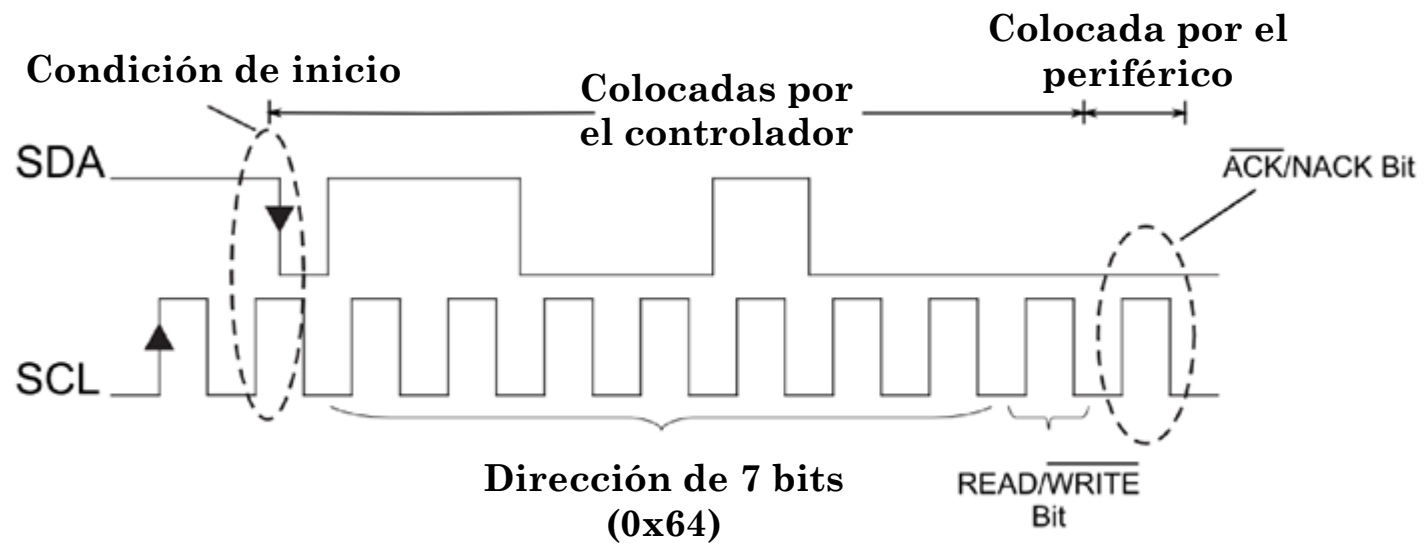 Colocada por el
periférico
Condición de inicio
Colocadas por
el controlador
SDA
ACK/NACK Bit
SCL
Dirección de 7 bits
(0x64)
READ/WRITE
Bit